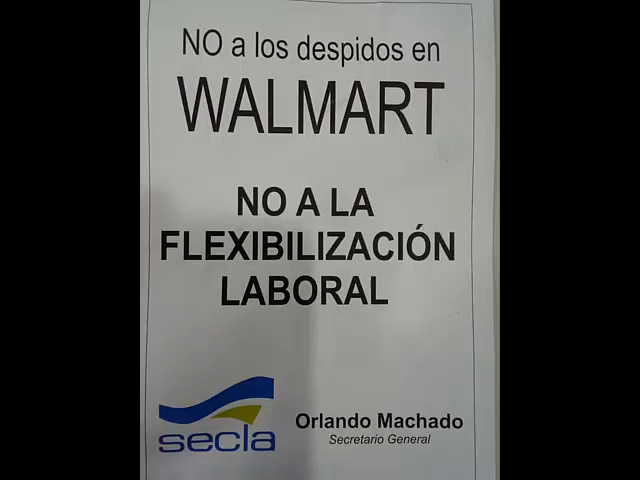 NO a los despidos en
WALMART
NO A LA
FLEXIBILIZACIÓN
LABORAL
secla
Orlando Machado
Secretario General